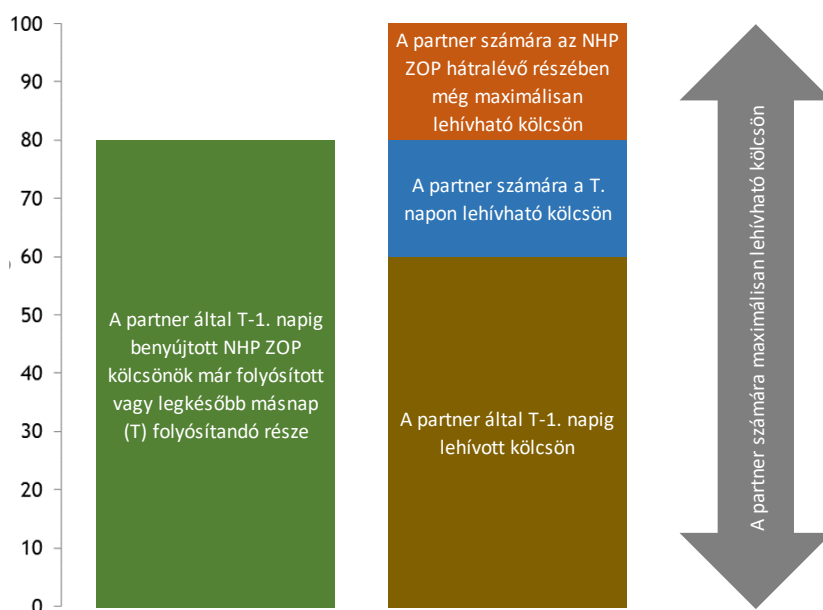 100
90
80
70
60
50
40
30
20
10
0
A partner által T-1. napig
benyújtott NHP ZOP
kölcsönök már folyósított
vagy legkésőbb másnap
(T) folyósítandó része
A partner számára az NHP
ZOP hátralévő részében
még maximálisan
lehívható kölcsön
A partner számára a T.
napon lehívható kölcsön
A partner által T-1. napig
lehívott kölcsön
A partner számára maximálisan lehívható kölcsön